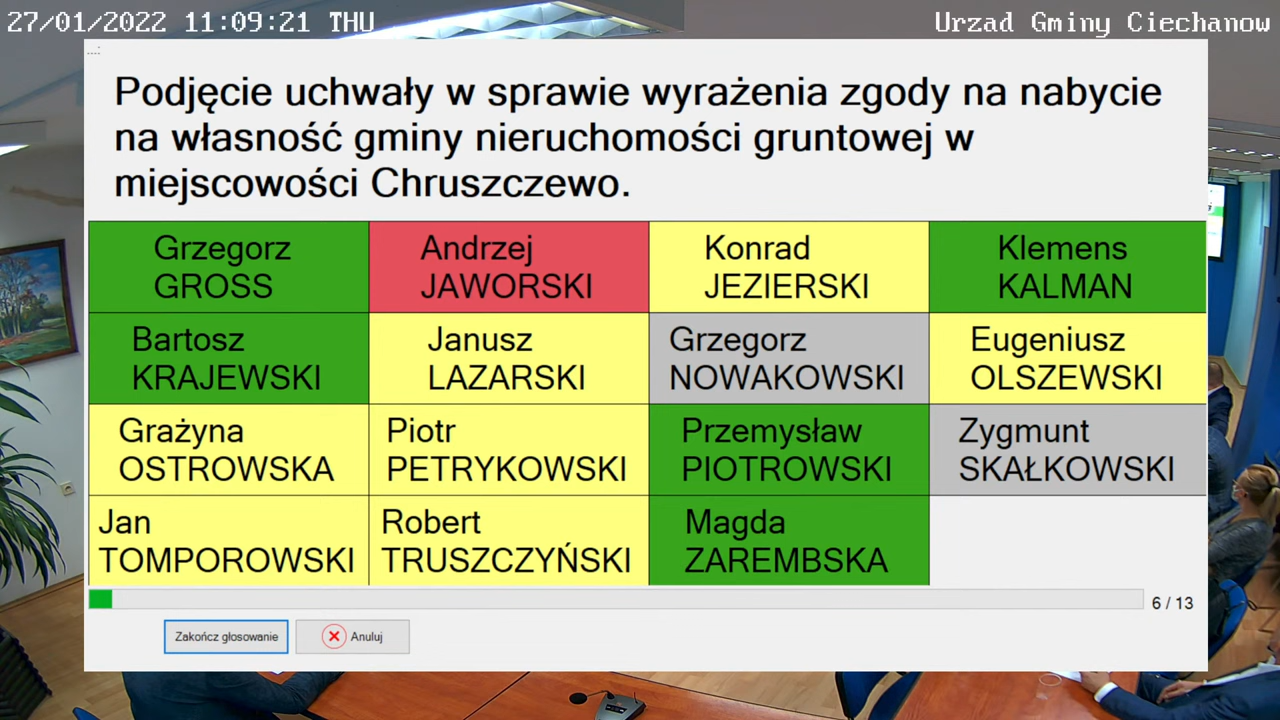 27/01/2022 11:09:21 THU
Urzad Gminy Ciechanow
Podjęcie uchwały w sprawie wyrażenia zgody na nabycie
na własność gminy nieruchomości gruntowej w
miejscowości Chruszczewo.
Grzegorz
GROSS
Andrzej
JAWORSKI
Konrad
JEZIERSKI
Klemens
KALMAN
Bartosz
KRAJEWSKI
Janusz
LAZARSKI
Grzegorz
NOWAKOWSKI
Eugeniusz
OLSZEWSKI
Grażyna
OSTROWSKA
Piotr
PETRYKOWSKI
Przemysław
PIOTROWSKI
Zygmunt
SKAŁKOWSKI
Jan
TOMPOROWSKI
Robert
TRUSZCZYŃSKI
Magda
ZAREMBSKA
6 / 13
Zakończ głosowanie
Anuluj